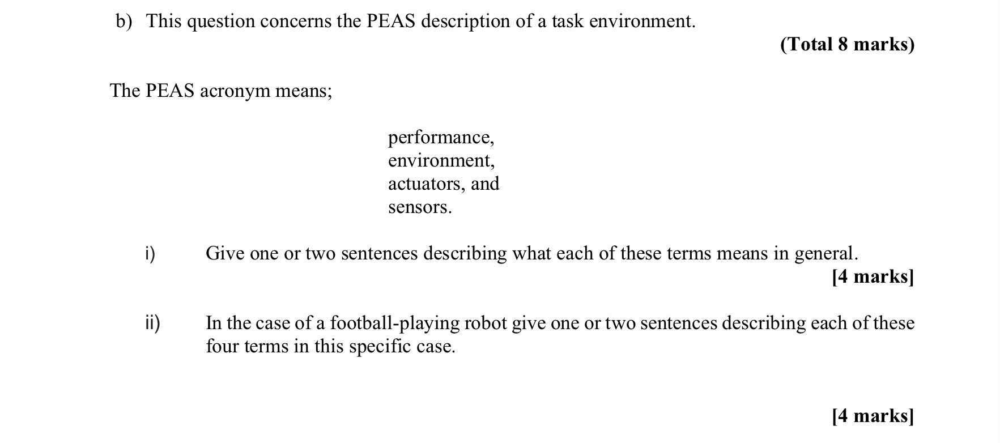 b) This question concerns the PEAS description of a task environment.
(Total 8 marks)
The PEAS acronym means;
performance,
environment,
actuators, and
sensors.
i) Give one or two sentences describing what each of these terms means in general.
[4 marks]
ii) In the case of a football-playing robot give one or two sentences describing each of these
four terms in this specific case.
[4 marks]